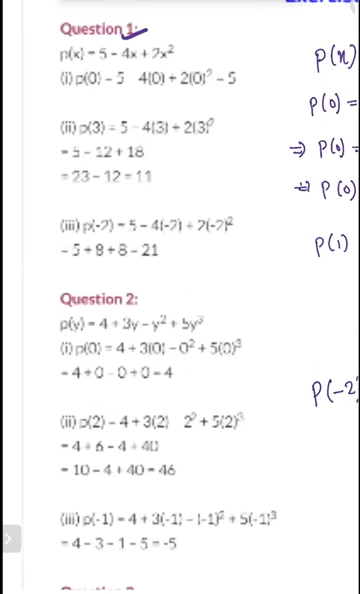 Question 1:
p(x) = 5 - 4x + 2x²
(i) p(0) - 5 4(0) + 2(0)² - 5
(ii) p(3) = 5 - 4(3) + 2(3)²
= 5 - 12 + 18
= 23 - 12 = 11
(iii) p(-2) = 5 - 4(-2) + 2(-2)²
- 5 + 8 + 8 - 21
Question 2:
p(y) = 4 + 3y - y² + 5y³
(i) p(0) = 4 + 3(0) - 0² + 5(0)³
= 4 + 0 - 0 + 0 = 4
(ii) p(2) - 4 + 3(2) 2² + 5(2)³
= 4 + 6 - 4 + 40
= 10 - 4 + 40 = 46
(iii) p(-1) = 4 + 3(-1) - (-1)² + 5(-1)³
= 4 - 3 - 1 - 5 = -5
P(x)
P(0) =
⇒ P(0) =
⇒ P(0)
P(1)
P(-2)